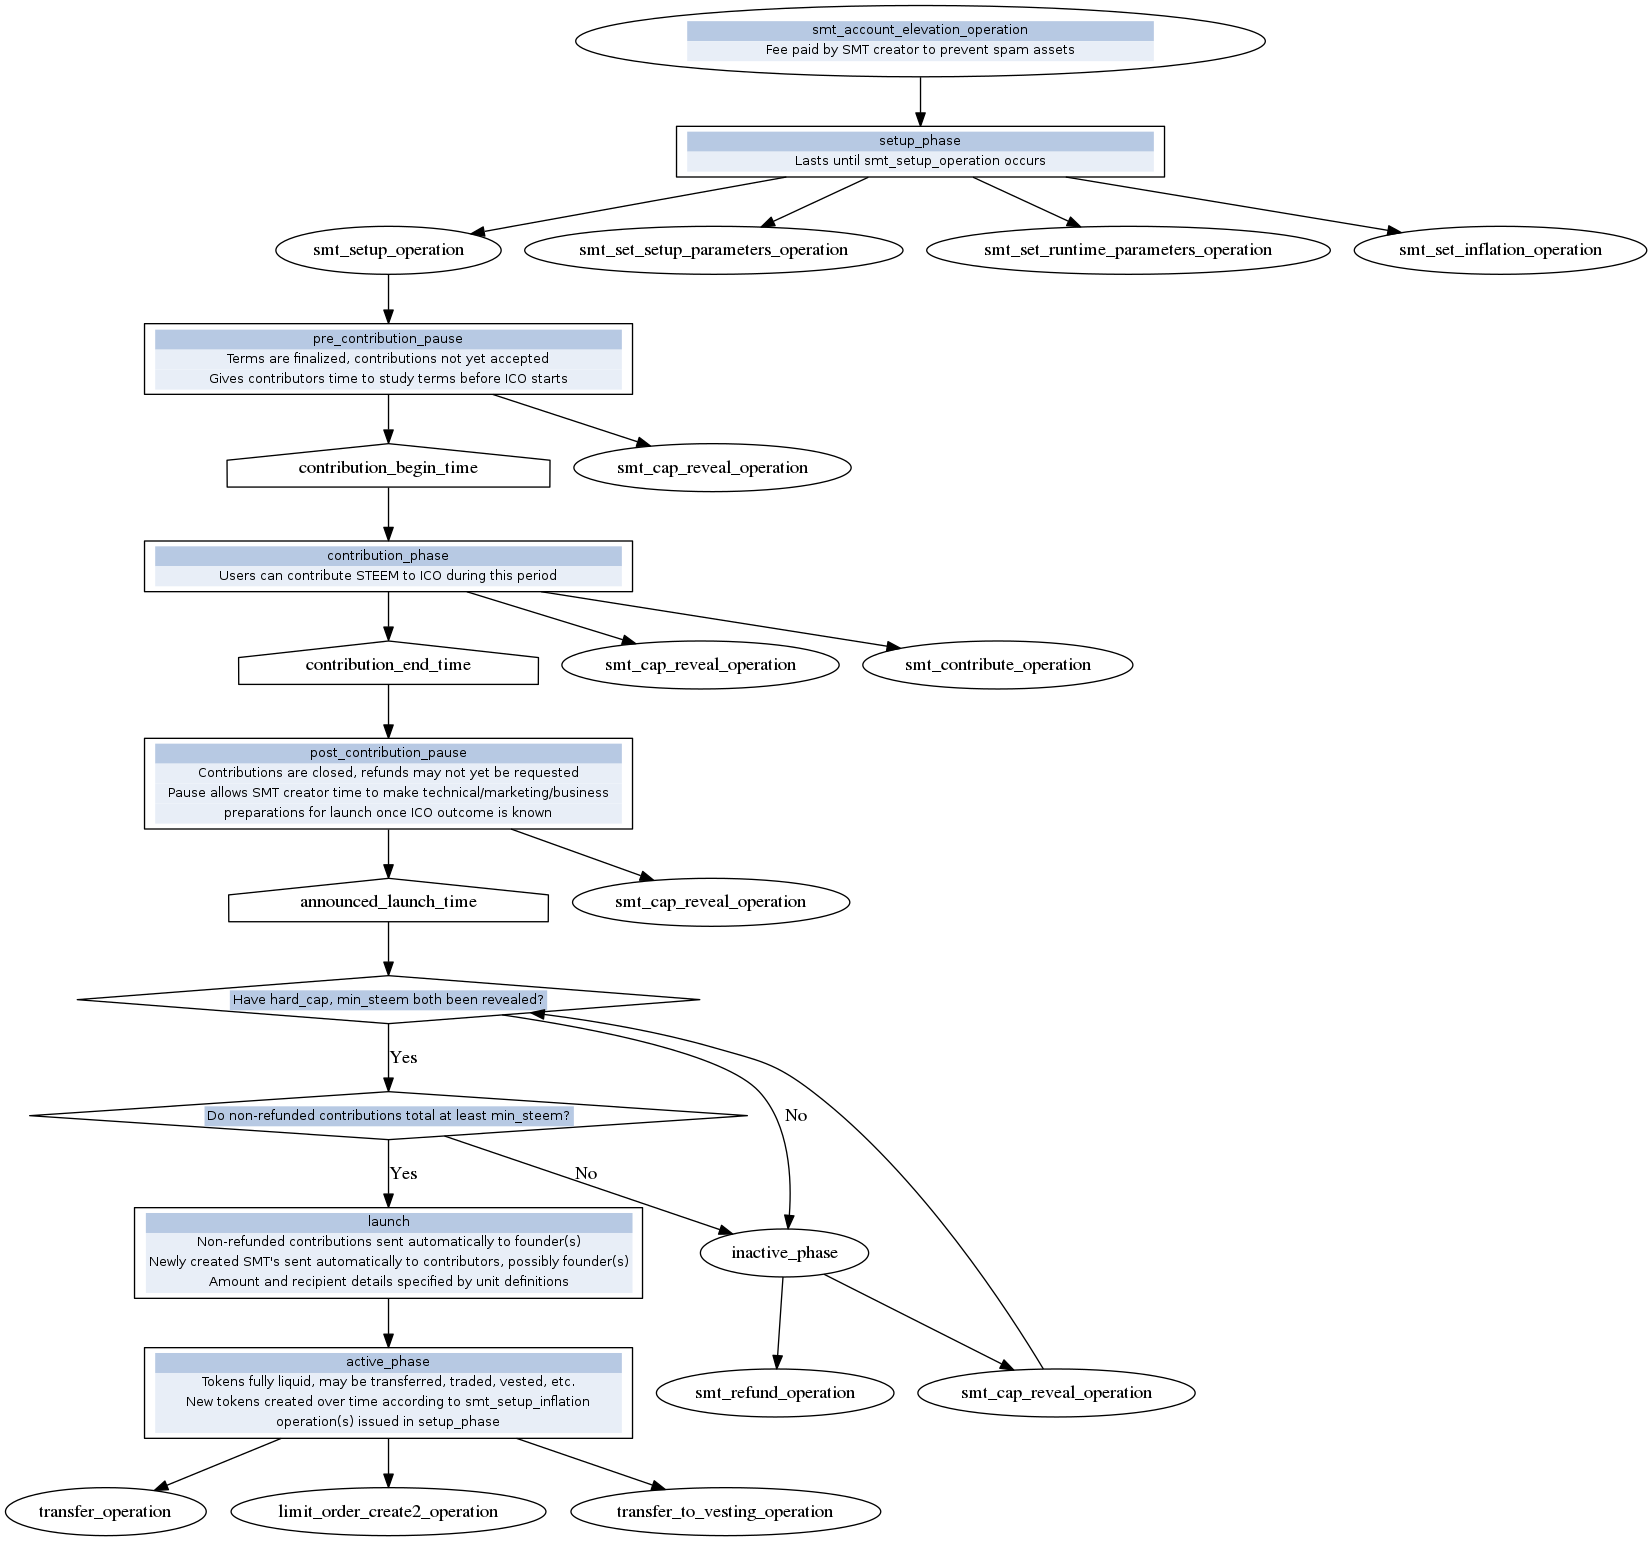 smt_account_elevation_operation
Fee paid by SMT creator to prevent spam assets
setup_phase
Lasts until smt_setup_operation occurs
smt_setup_operation
smt_set_setup_parameters_operation
smt_set_runtime_parameters_operation
smt_set_inflation_operation
pre_contribution_pause
Terms are finalized, contributions not yet accepted
Gives contributors time to study terms before ICO starts
contribution_begin_time
smt_cap_reveal_operation
contribution_phase
Users can contribute STEEM to ICO during this period
contribution_end_time
smt_cap_reveal_operation
smt_contribute_operation
post_contribution_pause
Contributions are closed, refunds may not yet be requested
Pause allows SMT creator time to make technical/marketing/business
preparations for launch once ICO outcome is known
announced_launch_time
smt_cap_reveal_operation
Have hard_cap, min_steem both been revealed?
Yes
No
Do non-refunded contributions total at least min_steem?
Yes
No
launch
Non-refunded contributions sent automatically to founder(s)
Newly created SMT's sent automatically to contributors, possibly founder(s)
Amount and recipient details specified by unit definitions
inactive_phase
active_phase
Tokens fully liquid, may be transferred, traded, vested, etc.
New tokens created over time according to smt_setup_inflation
operation(s) issued in setup_phase
smt_refund_operation
smt_cap_reveal_operation
transfer_operation
limit_order_create2_operation
transfer_to_vesting_operation